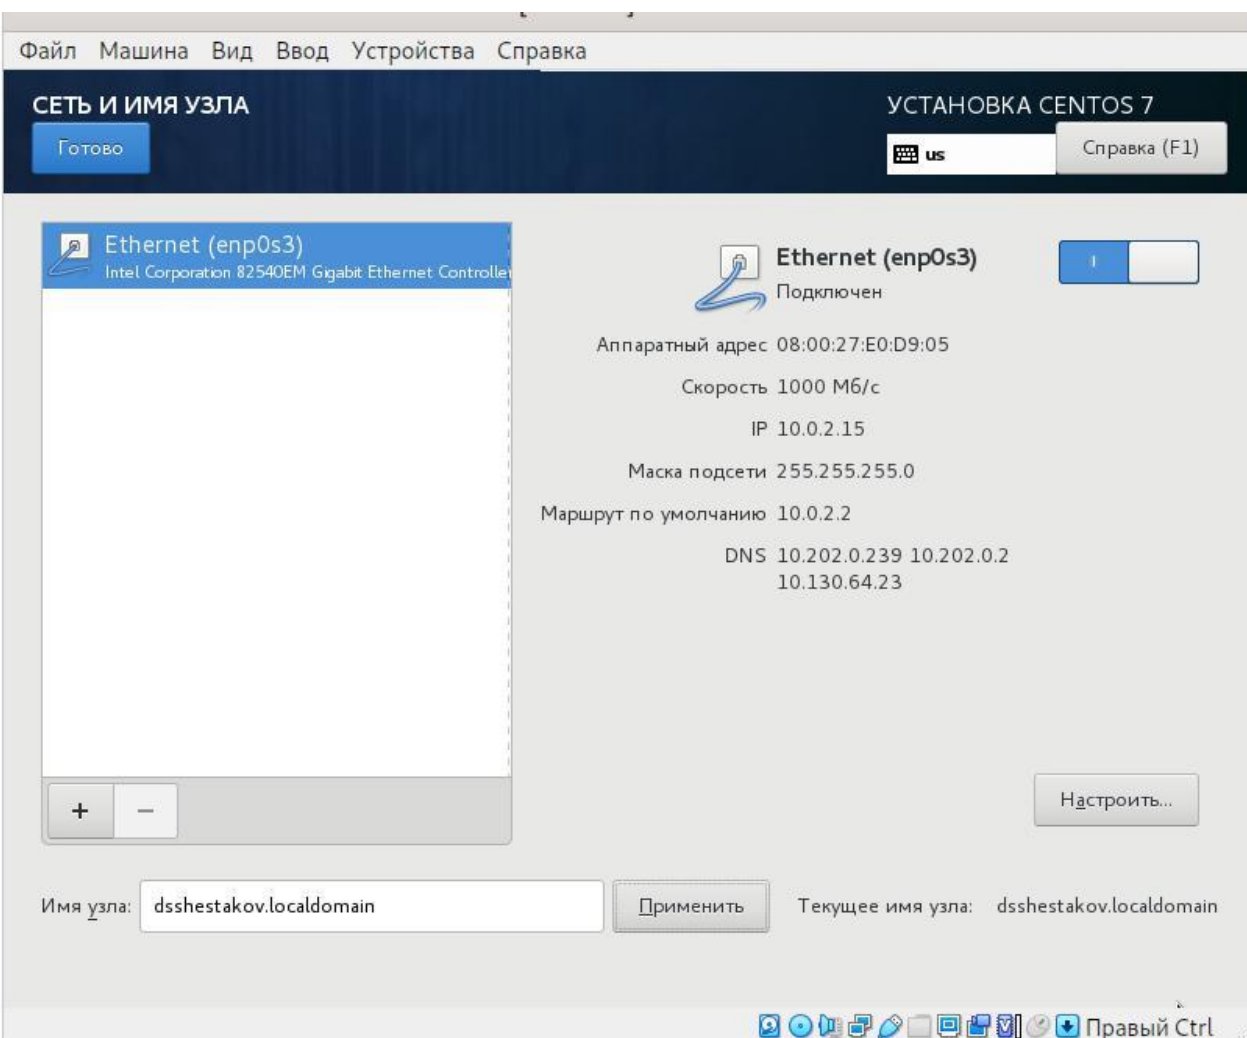 Файл Машина Вид Ввод Устройства Справка
СЕТЬ И ИМЯ УЗЛА
УСТАНОВКА CENTOS 7
Готово
us
Справка (F1)
Ethernet (enp0s3)
Intel Corporation 82540EM Gigabit Ethernet Controller
Ethernet (enp0s3)
Подключен
Аппаратный адрес 08:00:27:E0:D9:05
Скорость 1000 Мб/с
IP 10.0.2.15
Маска подсети 255.255.255.0
Маршрут по умолчанию 10.0.2.2
DNS 10.202.0.239 10.202.0.2
10.130.64.23
+ −
Настроить...
Имя узла: dsshestakov.localdomain Применить Текущее имя узла: dsshestakov.localdomain
Правый Ctrl